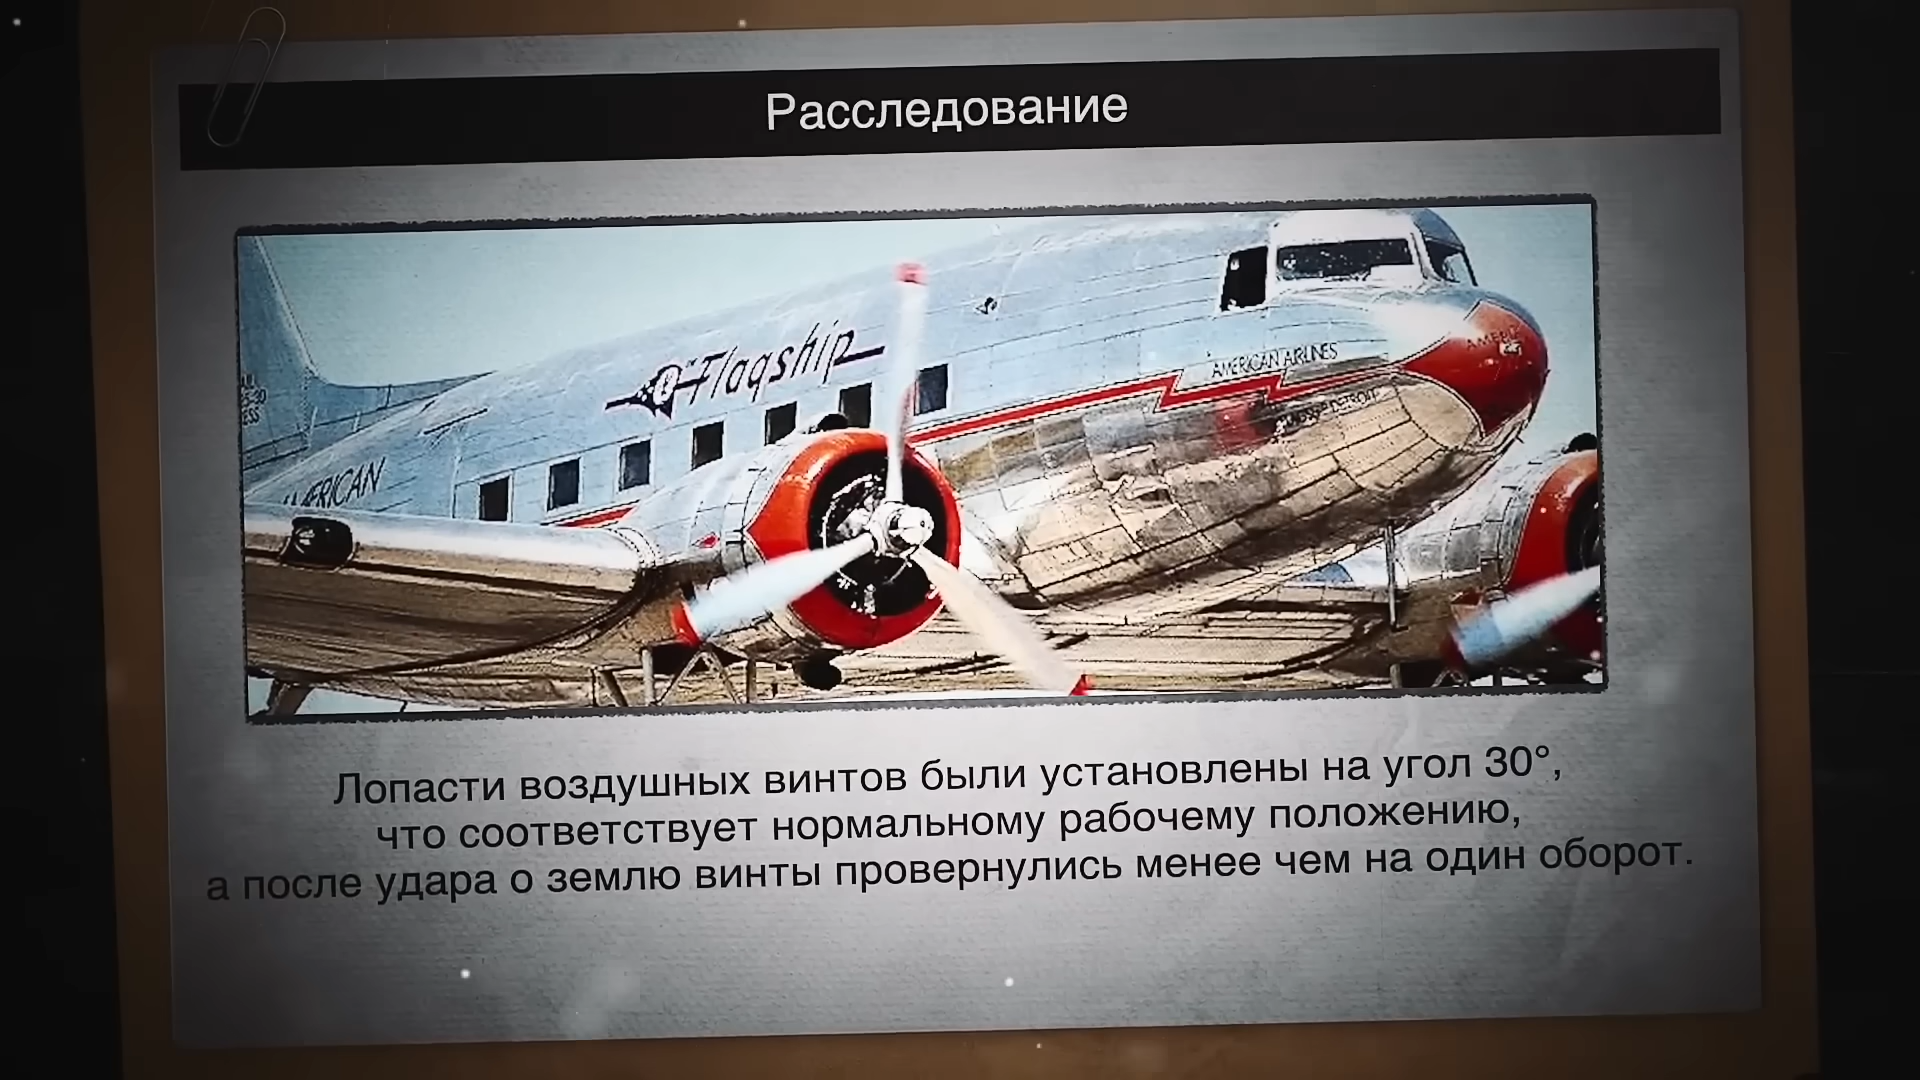 Расследование
Flagship
AMERICAN AIRLINES
AMERICAN
Лопасти воздушных винтов были установлены на угол 30°,
что соответствует нормальному рабочему положению,
а после удара о землю винты провернулись менее чем на один оборот.